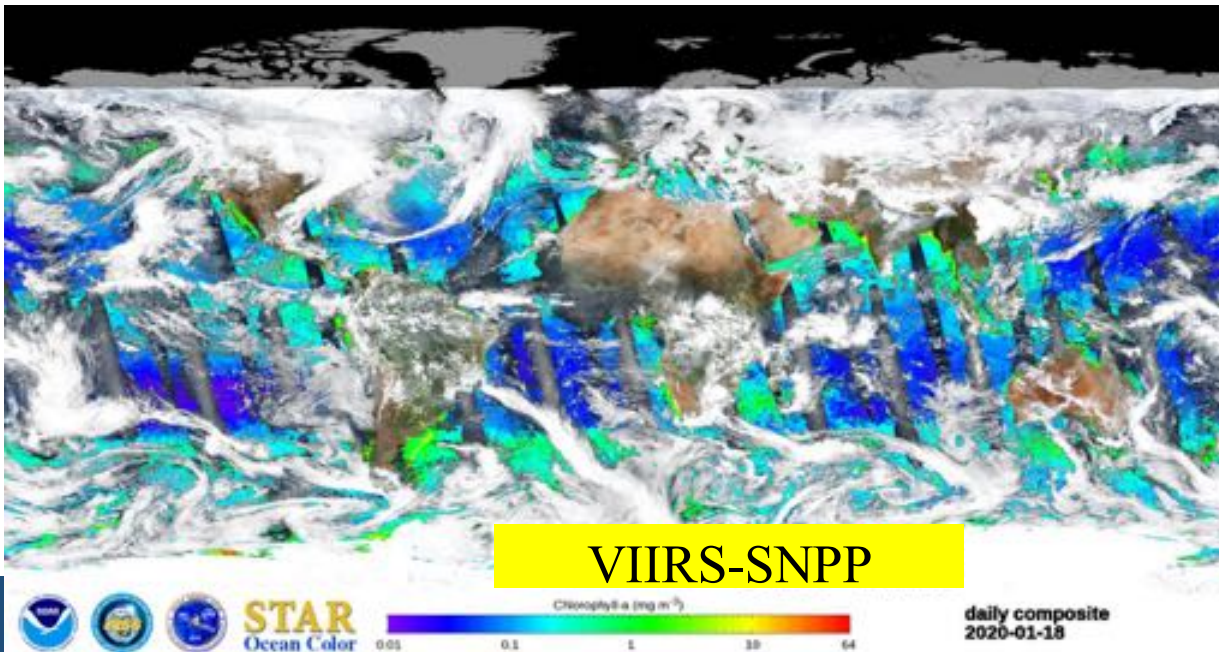 VIIRS-SNPP
STAR
Ocean Color
Chlorophyll-a (mg m⁻³)
0.01 0.1 1 10 64
daily composite
2020-01-18